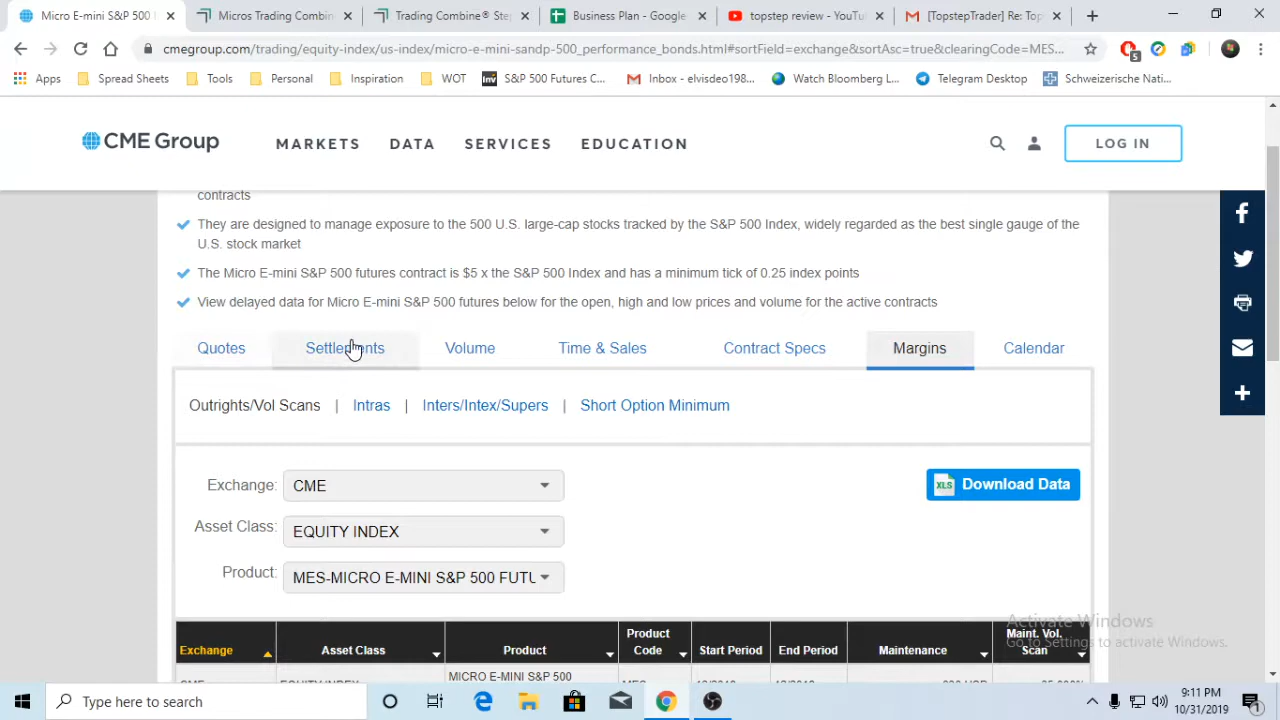 Micro E-mini S&P 500
Micros Trading Combin
Trading Combine® Step
Business Plan - Google
topstep review - YouTu
[TopstepTrader] Re: Top
cmegroup.com/trading/equity-index/us-index/micro-e-mini-sandp-500_performance_bonds.html#sortField=exchange&sortAsc=true&clearingCode=MES...
5
Apps
Spread Sheets
Tools
Personal
Inspiration
WOT
Inv
S&P 500 Futures C...
Inbox - elvisdec198...
Watch Bloomberg L...
Telegram Desktop
Schweizerische Nati...
CME Group
MARKETS
DATA
SERVICES
EDUCATION
LOG IN
contracts
They are designed to manage exposure to the 500 U.S. large-cap stocks tracked by the S&P 500 Index, widely regarded as the best single gauge of the
U.S. stock market
The Micro E-mini S&P 500 futures contract is $5 x the S&P 500 Index and has a minimum tick of 0.25 index points
View delayed data for Micro E-mini S&P 500 futures below for the open, high and low prices and volume for the active contracts
Quotes
Settlements
Volume
Time & Sales
Contract Specs
Margins
Calendar
Outrights/Vol Scans | Intras | Inters/Intex/Supers | Short Option Minimum
Exchange: CME
XLS Download Data
Asset Class: EQUITY INDEX
Product: MES-MICRO E-MINI S&P 500 FUTU
Activate Windows
Go to Settings to activate Windows.
Exchange
Asset Class
Product
Product Code
Start Period
End Period
Maintenance
Maint. Vol. Scan
MICRO E-MINI S&P 500
Type here to search
9:11 PM
10/31/2019
1